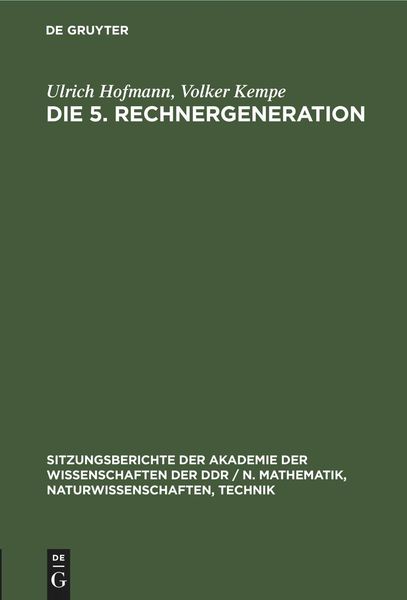 DE GRUYTER
Ulrich Hofmann, Volker Kempe
DIE 5. RECHNERGENERATION
SITZUNGSBERICHTE DER AKADEMIE DER
WISSENSCHAFTEN DER DDR / N. MATHEMATIK,
NATURWISSENSCHAFTEN, TECHNIK
DE
G